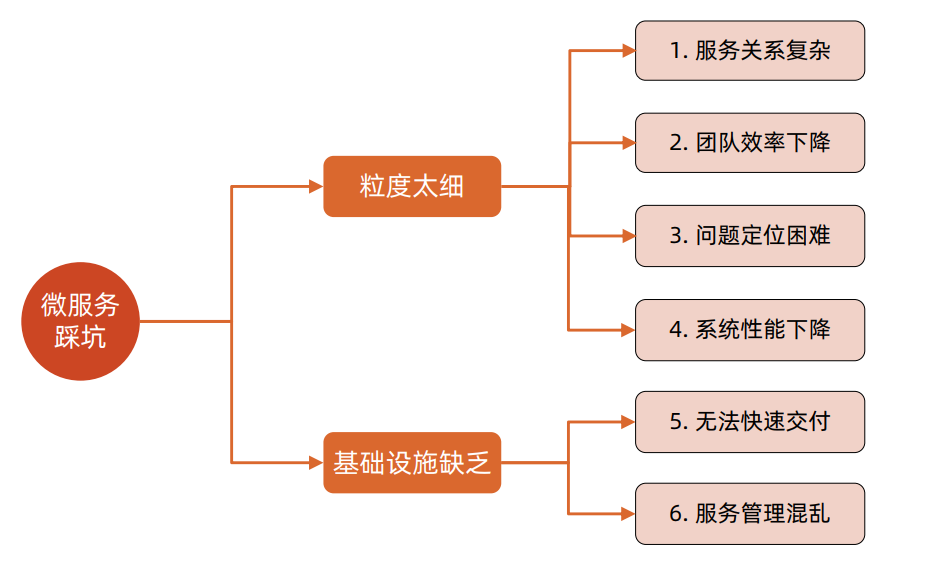 微服务
踩坑
粒度太细
1. 服务关系复杂
2. 团队效率下降
3. 问题定位困难
4. 系统性能下降
基础设施缺乏
5. 无法快速交付
6. 服务管理混乱